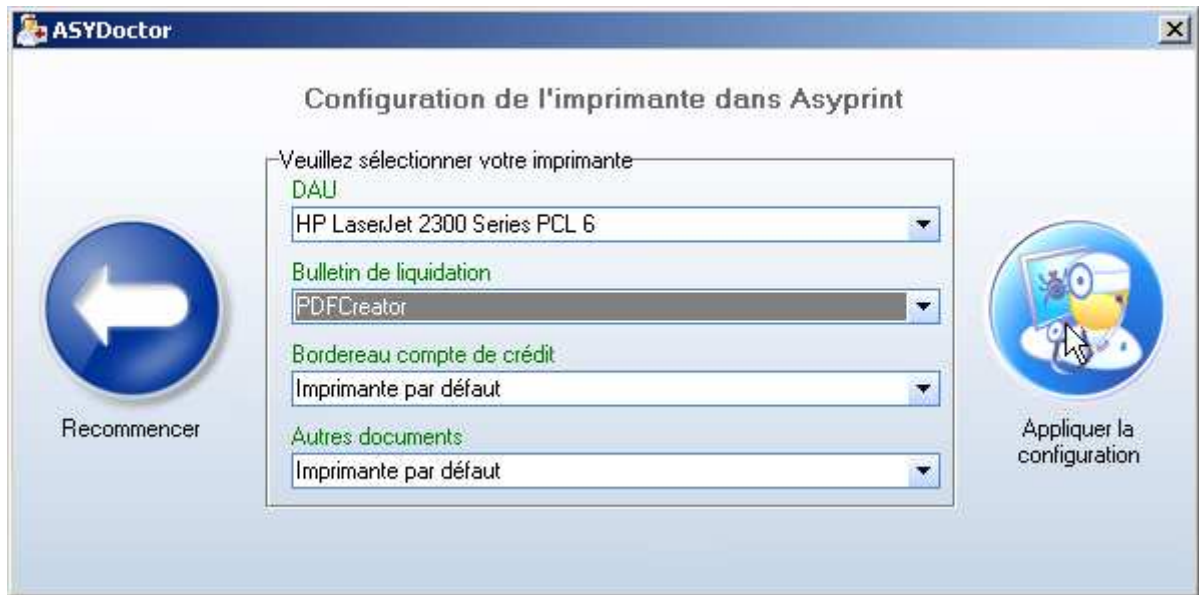 ASYDoctor
Configuration de l'imprimante dans Asyprint
Veuillez sélectionner votre imprimante
DAU
HP LaserJet 2300 Series PCL 6
Bulletin de liquidation
PDFCreator
Bordereau compte de crédit
Imprimante par défaut
Autres documents
Imprimante par défaut
Recommencer
Appliquer la
configuration